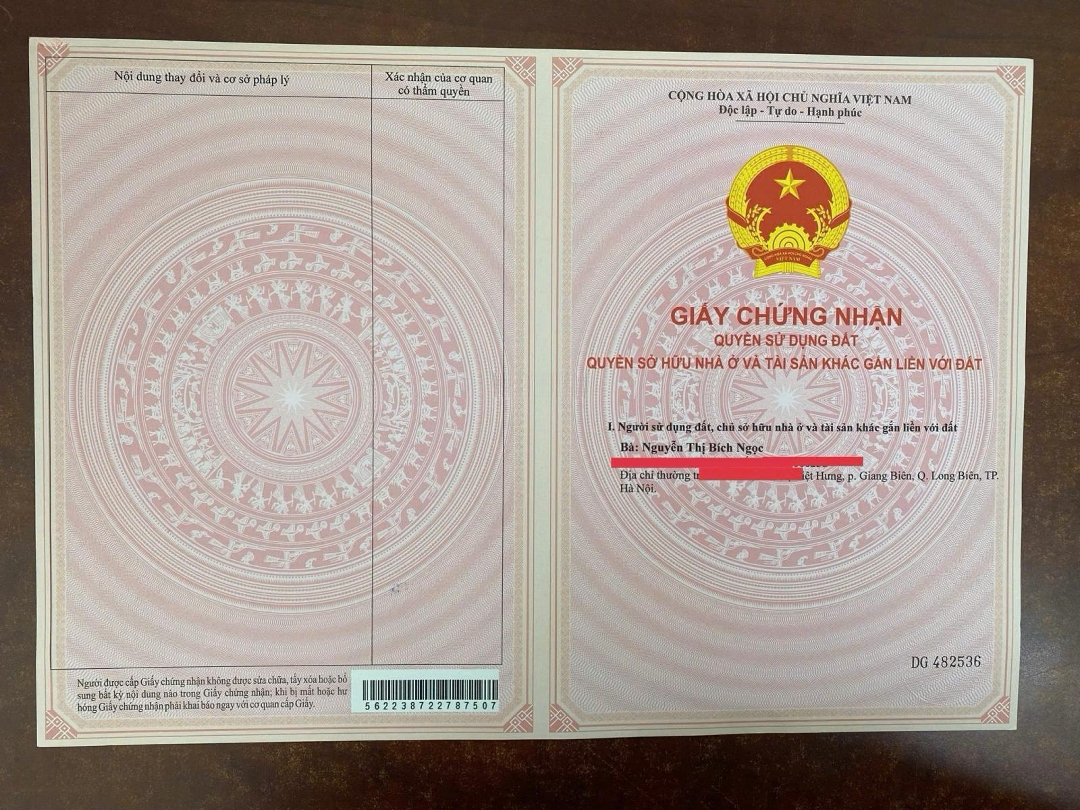 Nội dung thay đổi và cơ sở pháp lý
Xác nhận của cơ quan
có thẩm quyền
Người được cấp Giấy chứng nhận không được sửa chữa, tẩy xóa hoặc bổ
sung bất kỳ nội dung nào trong Giấy chứng nhận; khi bị mất hoặc hư
hỏng Giấy chứng nhận phải khai báo ngay với cơ quan cấp Giấy.
562238722787507
CỘNG HÒA XÃ HỘI CHỦ NGHĨA VIỆT NAM
Độc lập - Tự do - Hạnh phúc
VIỆT NAM
GIẤY CHỨNG NHẬN
QUYỀN SỬ DỤNG ĐẤT
QUYỀN SỞ HỮU NHÀ Ở VÀ TÀI SẢN KHÁC GẮN LIỀN VỚI ĐẤT
I. Người sử dụng đất, chủ sở hữu nhà ở và tài sản khác gắn liền với đất
Bà: Nguyễn Thị Bích Ngọc
Địa chỉ thường Hưng, p. Giang Biên, Q. Long Biên, TP.
Hà Nội.
DG 482536